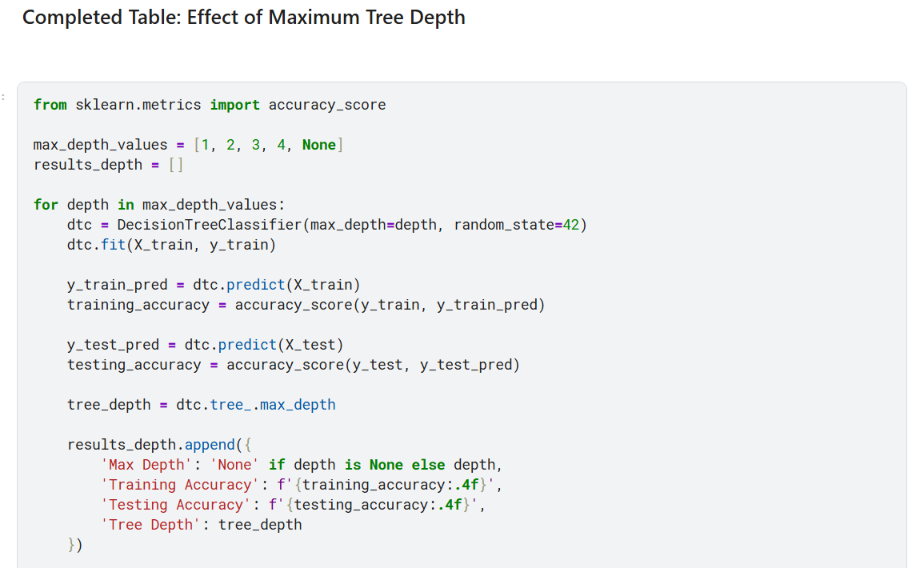 Completed Table: Effect of Maximum Tree Depth
:
from sklearn.metrics import accuracy_score
max_depth_values = [1, 2, 3, 4, None]
results_depth = []
for depth in max_depth_values:
    dtc = DecisionTreeClassifier(max_depth=depth, random_state=42)
    dtc.fit(X_train, y_train)
    y_train_pred = dtc.predict(X_train)
    training_accuracy = accuracy_score(y_train, y_train_pred)
    y_test_pred = dtc.predict(X_test)
    testing_accuracy = accuracy_score(y_test, y_test_pred)
    tree_depth = dtc.tree_.max_depth
    results_depth.append({
        'Max Depth': 'None' if depth is None else depth,
        'Training Accuracy': f'{training_accuracy:.4f}',
        'Testing Accuracy': f'{testing_accuracy:.4f}',
        'Tree Depth': tree_depth
    })